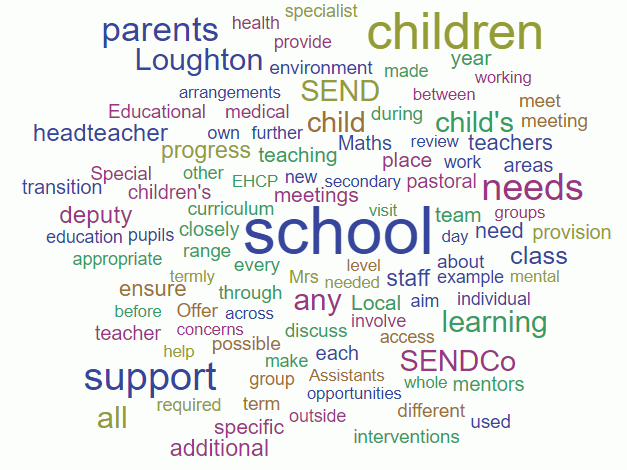 specialist
parents health children
provide
Loughton environment made year
working
arrangements SEND between meet
Educational medical child during child's meeting
headteacher own further Maths review teachers
progress teaching place work areas
Special other EHCP new secondary pastoral needs
transition children's meetings
deputy curriculum school visit team groups
education pupils closely day need provision
appropriate range every level about class
termly Mrs needed staff example mental
ensure through any Local aim individual
before Offer across involve learning
teacher concerns discuss access
help possible each SENDCo
support make Assistants whole mentors
group opportunities
all required term different used
specific outside
additional interventions